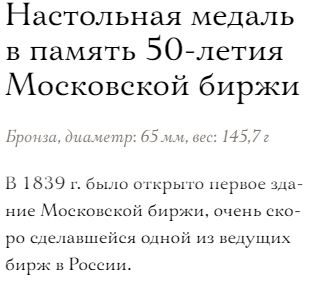 Настольная медаль
в память 50-летия
Московской биржи
Бронза, диаметр: 65 мм, вес: 145,7 г
В 1839 г. было открыто первое зда-
ние Московской биржи, очень ско-
ро сделавшейся одной из ведущих
бирж в России.